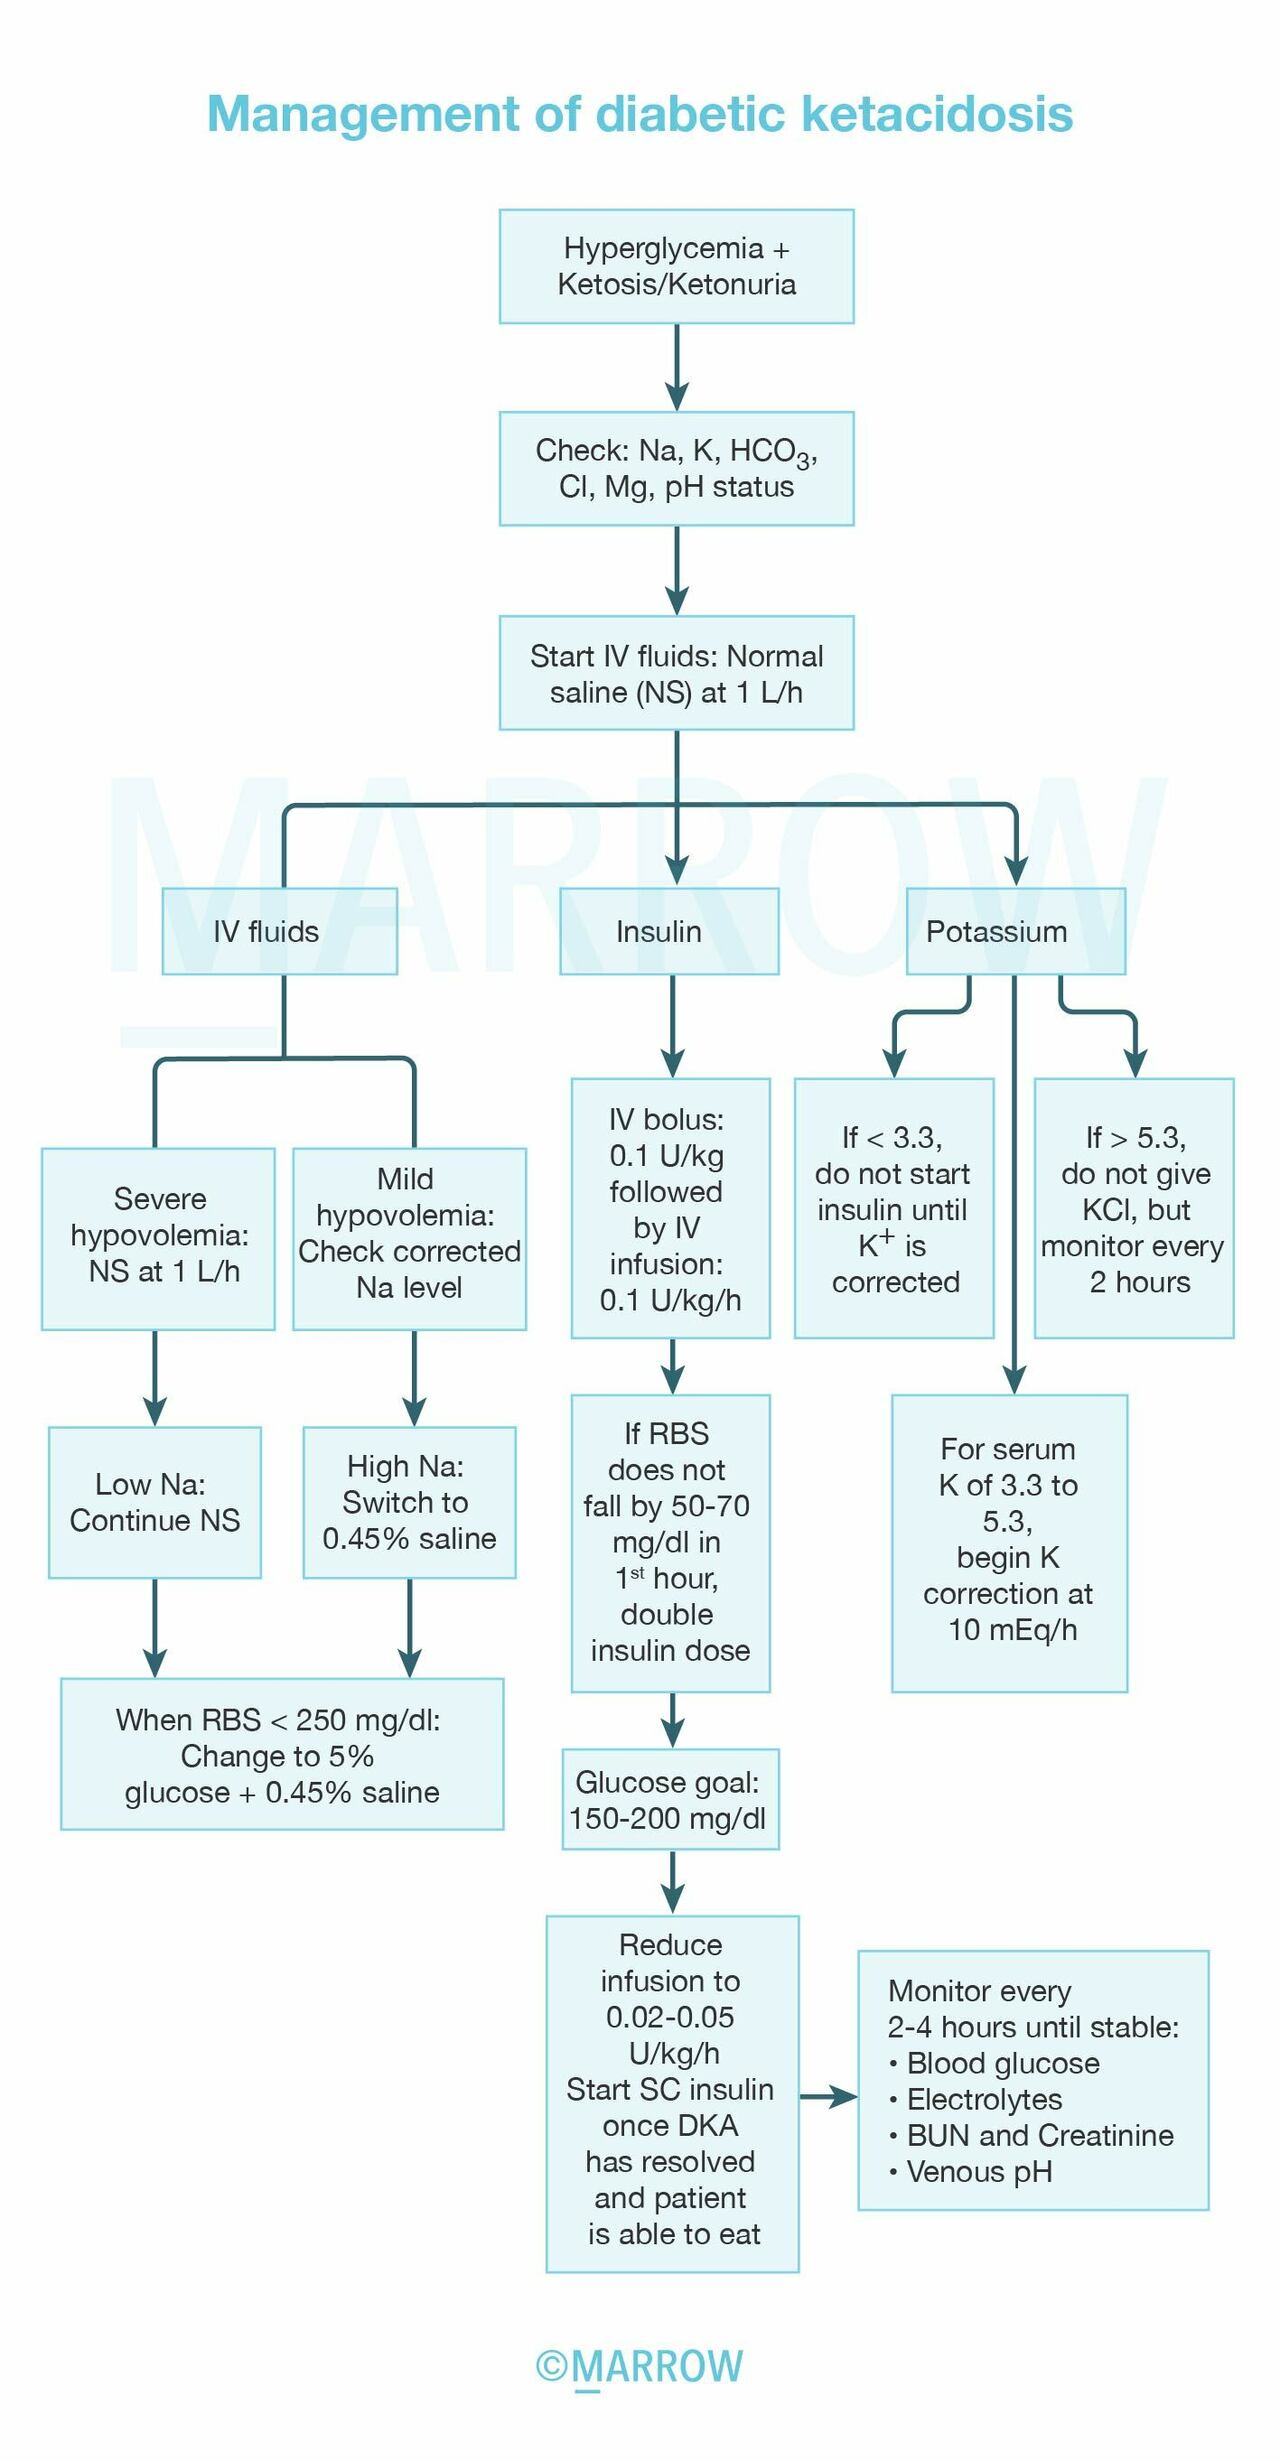 Management of diabetic ketacidosis
Hyperglycemia +
Ketosis/Ketonuria
Check: Na, K, HCO₃,
Cl, Mg, pH status
Start IV fluids: Normal
saline (NS) at 1 L/h
MARROW
IV fluids
Insulin
Potassium
Severe
hypovolemia:
NS at 1 L/h
Mild
hypovolemia:
Check corrected
Na level
Low Na:
Continue NS
High Na:
Switch to
0.45% saline
When RBS < 250 mg/dl:
Change to 5%
glucose + 0.45% saline
IV bolus:
0.1 U/kg
followed
by IV
infusion:
0.1 U/kg/h
If RBS
does not
fall by 50-70
mg/dl in
1st hour,
double
insulin dose
Glucose goal:
150-200 mg/dl
Reduce
infusion to
0.02-0.05
U/kg/h
Start SC insulin
once DKA
has resolved
and patient
is able to eat
Monitor every
2-4 hours until stable:
• Blood glucose
• Electrolytes
• BUN and Creatinine
• Venous pH
If < 3.3,
do not start
insulin until
K⁺ is
corrected
For serum
K of 3.3 to
5.3,
begin K
correction at
10 mEq/h
If > 5.3,
do not give
KCl, but
monitor every
2 hours
©MARROW